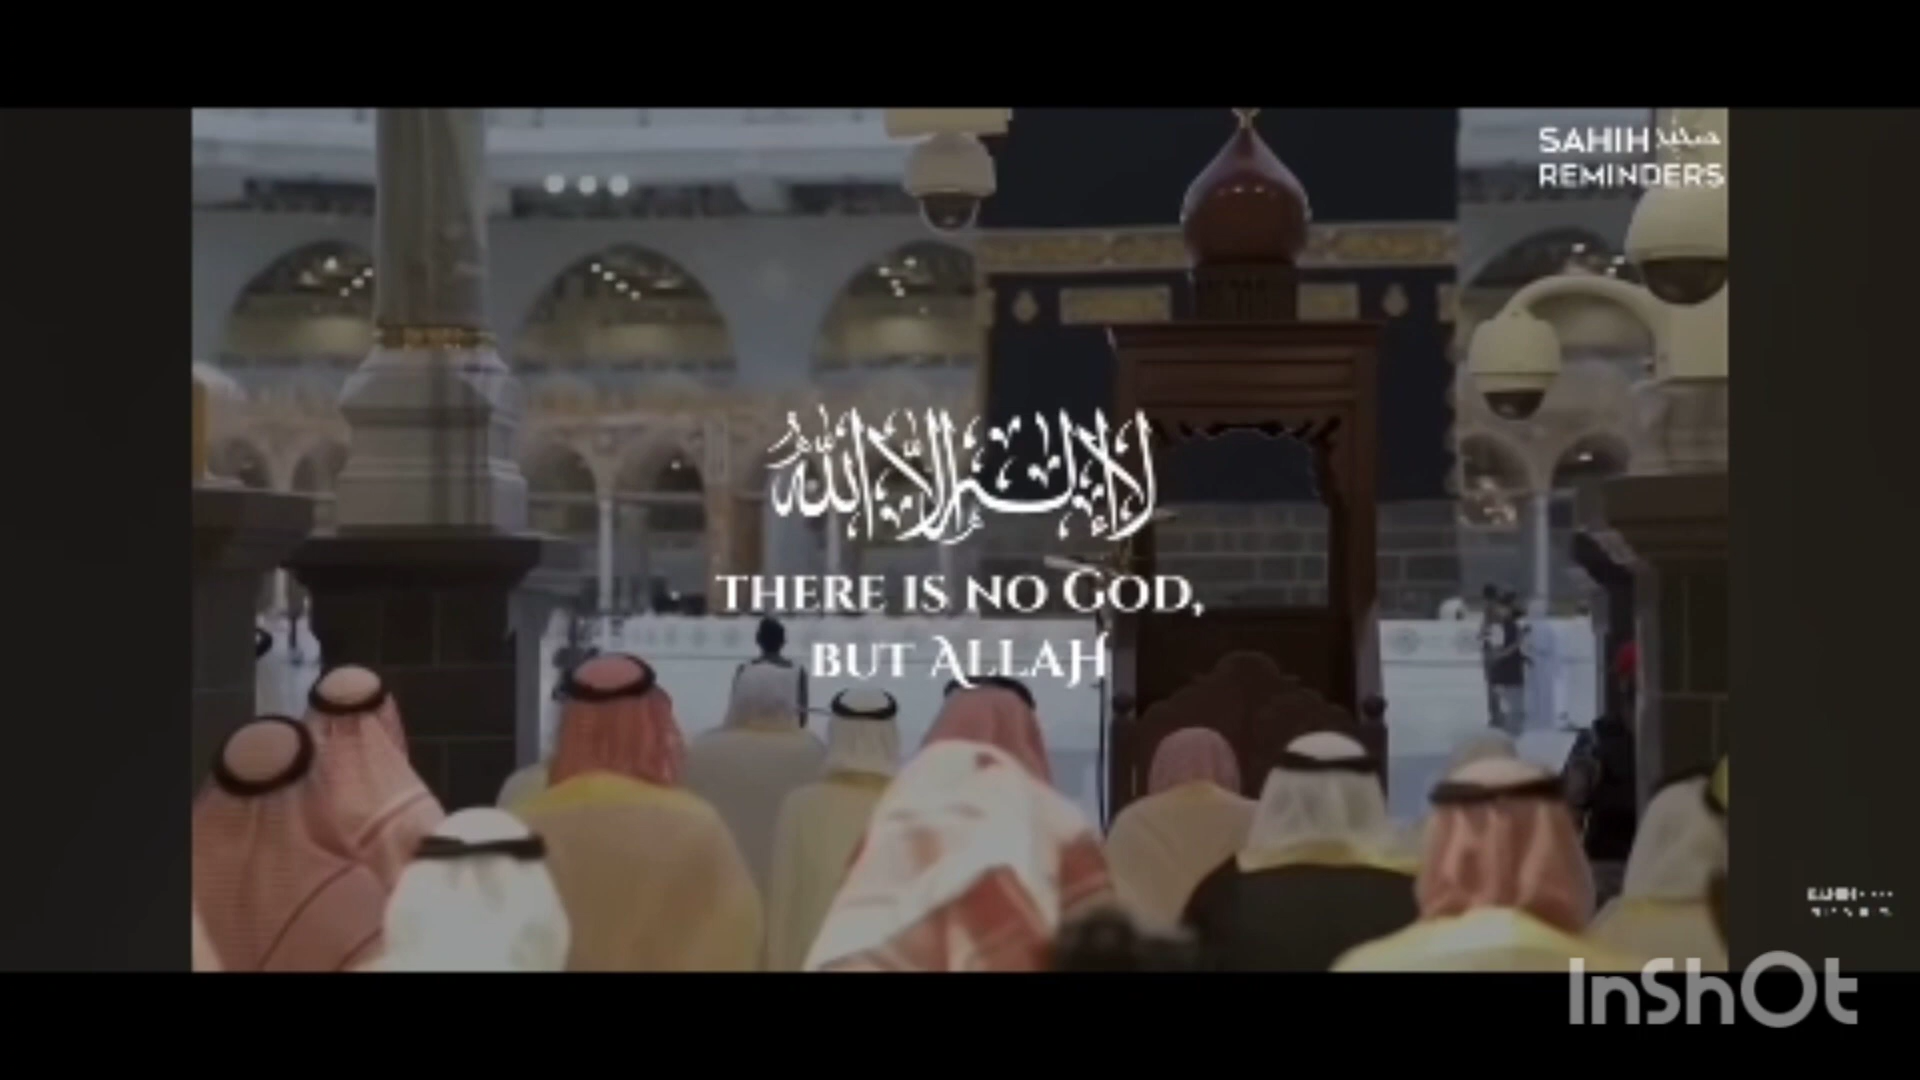 SAHIH صحيح
REMINDERS
لا إله إلا الله
THERE IS NO GOD,
BUT ALLAH
InShOt